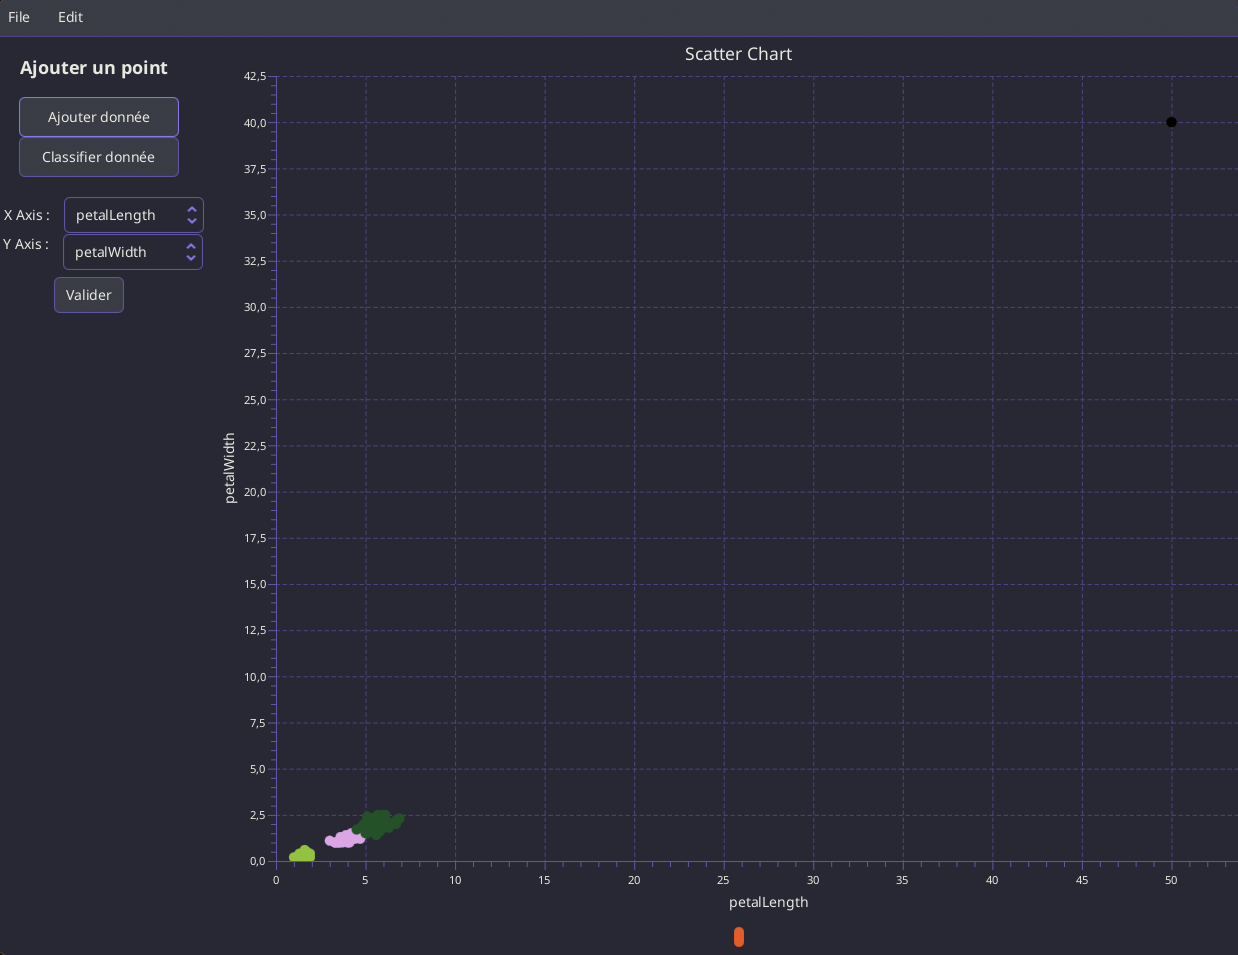 File Edit
Ajouter un point
Ajouter donnée
Classifier donnée
X Axis : petalLength
Y Axis : petalWidth
Valider
Scatter Chart
42,5
40,0
37,5
35,0
32,5
30,0
27,5
25,0
22,5
20,0
17,5
15,0
12,5
10,0
7,5
5,0
2,5
0,0
petalWidth
0 5 10 15 20 25 30 35 40 45 50
petalLength